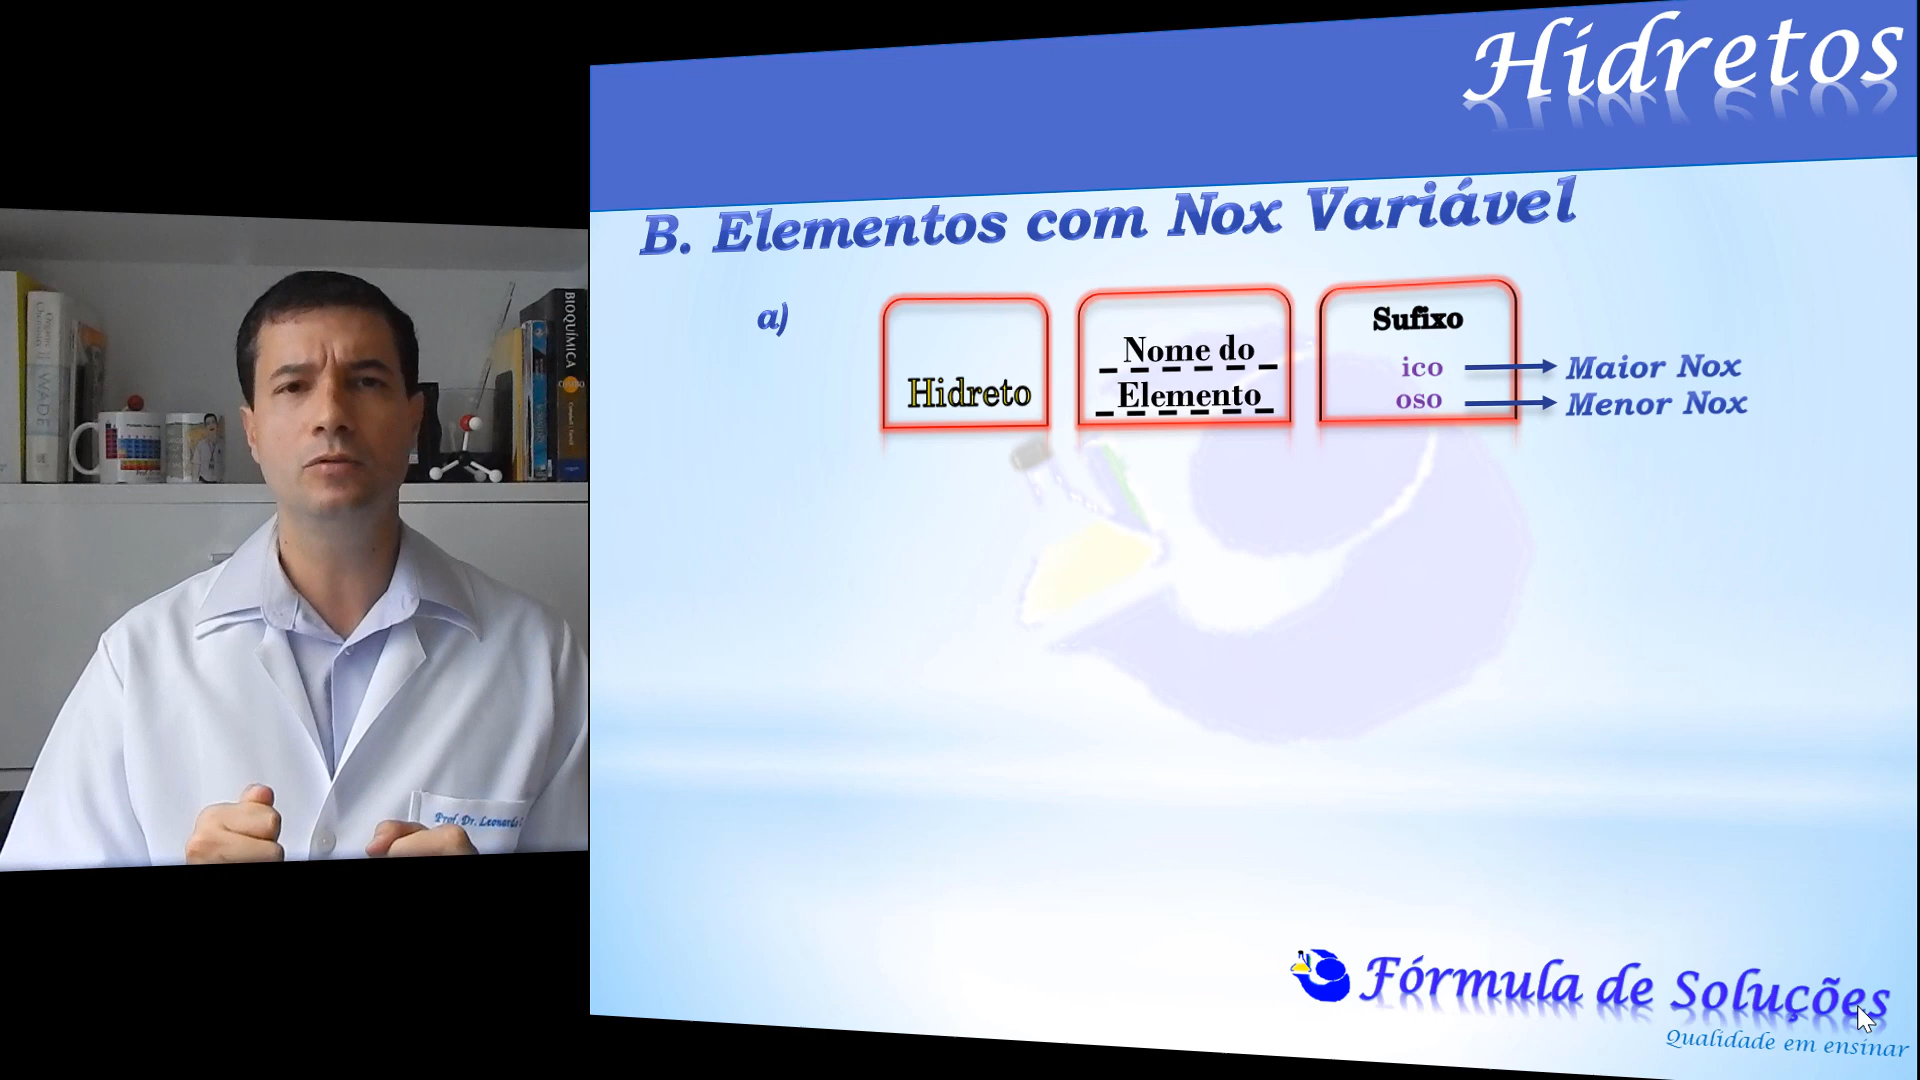 Hidretos
B. Elementos com Nox Variável
a)
Hidreto
Nome do
Elemento
Sufixo
ico
oso
Maior Nox
Menor Nox
BIOQUÍMICA
Prof. Dr. Leonardo
Fórmula de Soluções
Qualidade em ensinar